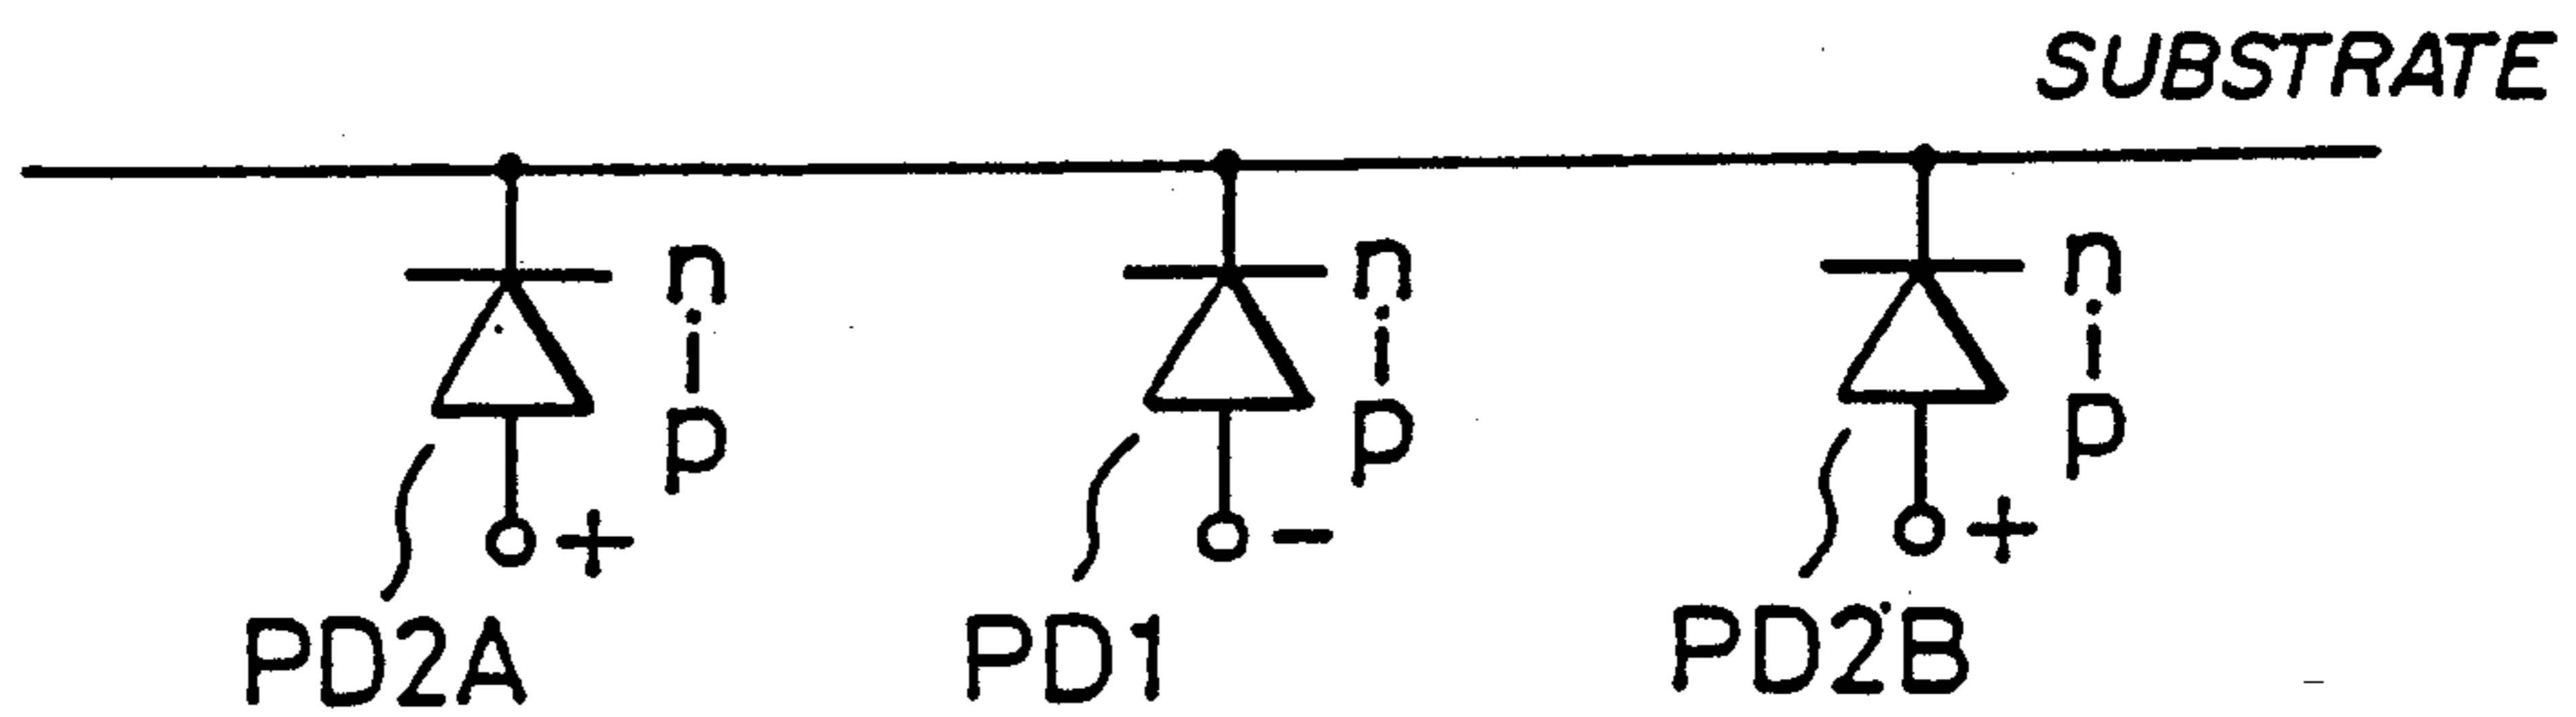 SUBSTRATE
n n n
i i i
p p p
+ - +
PD2A PD1 PD2B